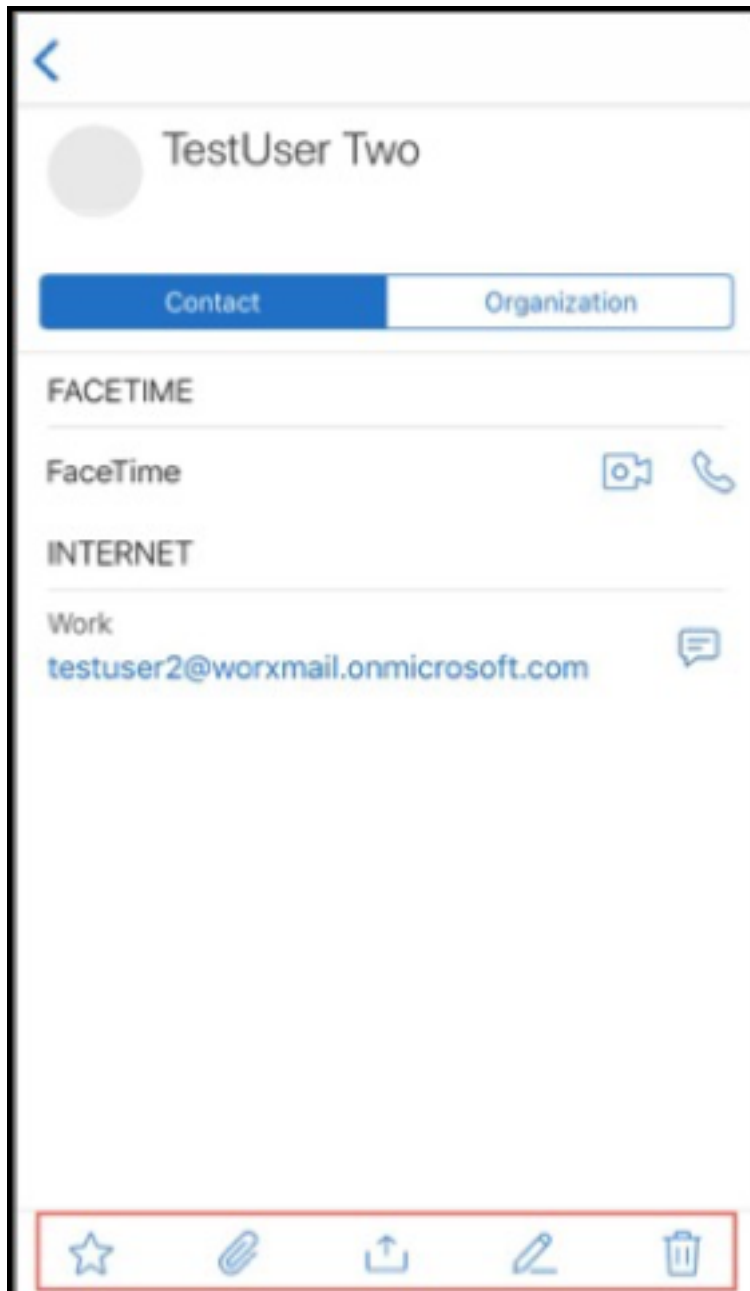 TestUser Two
Contact Organization
FACETIME
FaceTime
INTERNET
Work
testuser2@worxmail.onmicrosoft.com